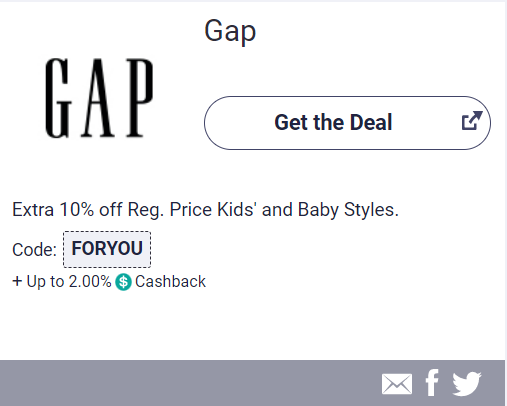 Gap
GAP
Get the Deal
Extra 10% off Reg. Price Kids' and Baby Styles.
Code: FORYOU
+ Up to 2.00% $ Cashback